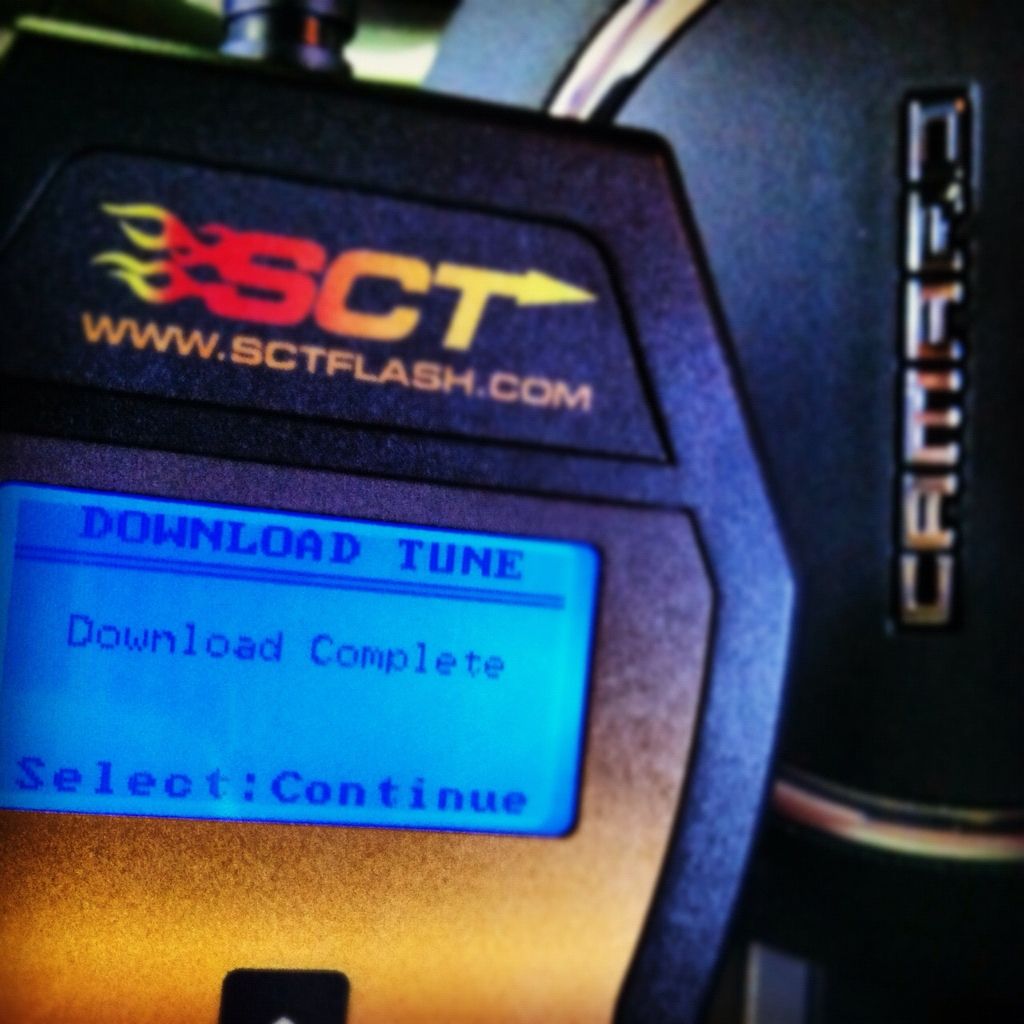 SCT
WWW.SCTFLASH.COM
DOWNLOAD TUNE
Download Complete
Select:Continue
CAMARO